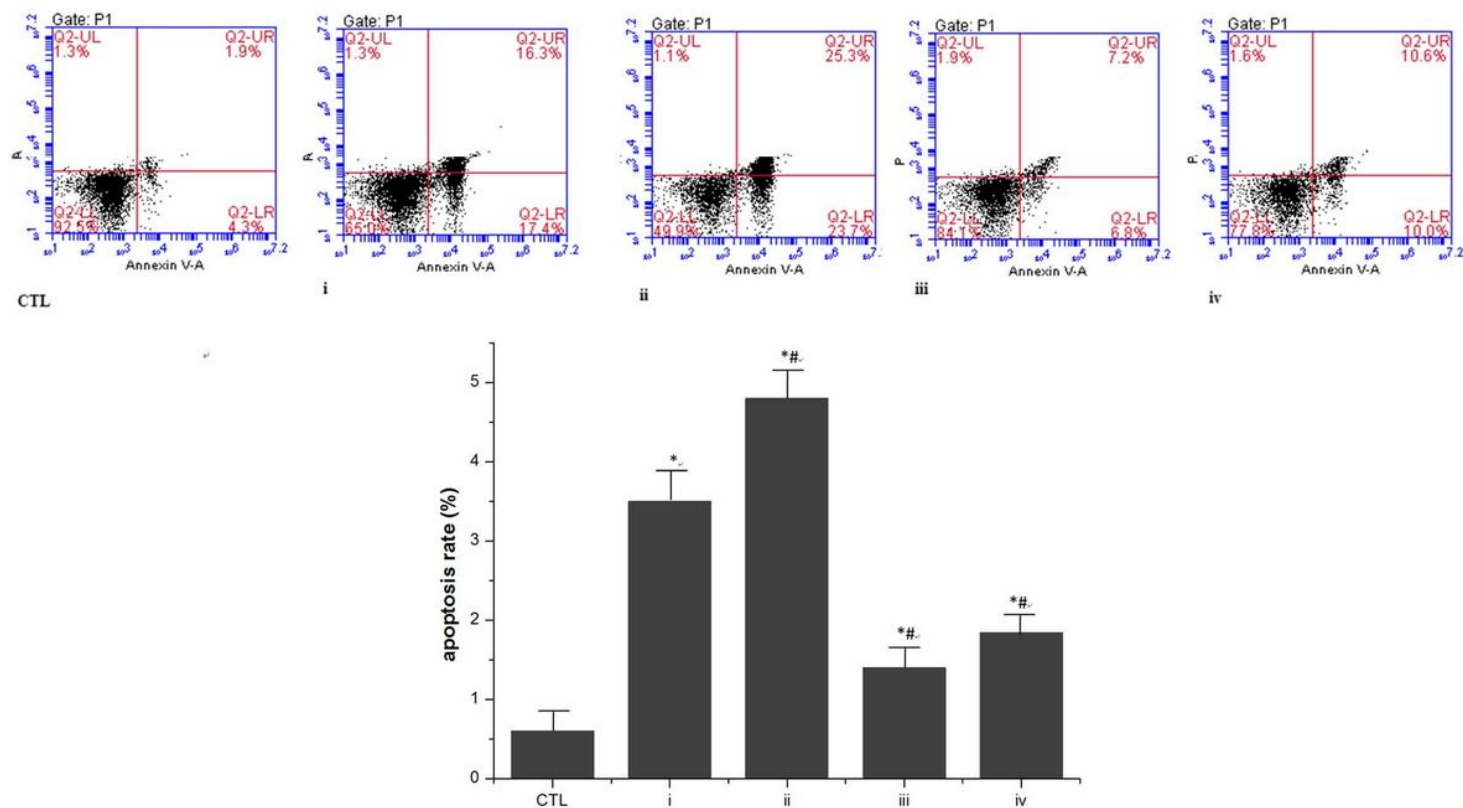 Gate: P1
Q2-UL Q2-UR
1.3% 1.9%
Q2-LL Q2-LR
92.5% 4.3%
Annexin V-A
CTL
Gate: P1
Q2-UL Q2-UR
1.3% 16.3%
Q2-LL Q2-LR
65.0% 17.4%
Annexin V-A
i
Gate: P1
Q2-UL Q2-UR
1.1% 25.3%
Q2-LL Q2-LR
49.9% 23.7%
Annexin V-A
ii
Gate: P1
Q2-UL Q2-UR
1.9% 7.2%
Q2-LL Q2-LR
84.1% 6.8%
Annexin V-A
iii
Gate: P1
Q2-UL Q2-UR
1.6% 10.6%
Q2-LL Q2-LR
77.8% 10.0%
Annexin V-A
iv
apoptosis rate (%)
5
4
3
2
1
0
*
*#
*#
*#
CTL i ii iii iv